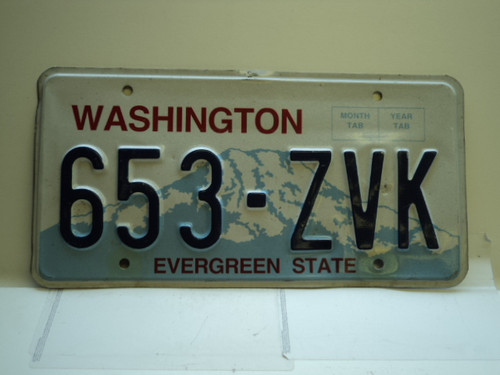 WASHINGTON
MONTH TAB
YEAR TAB
653-ZVK
EVERGREEN STATE